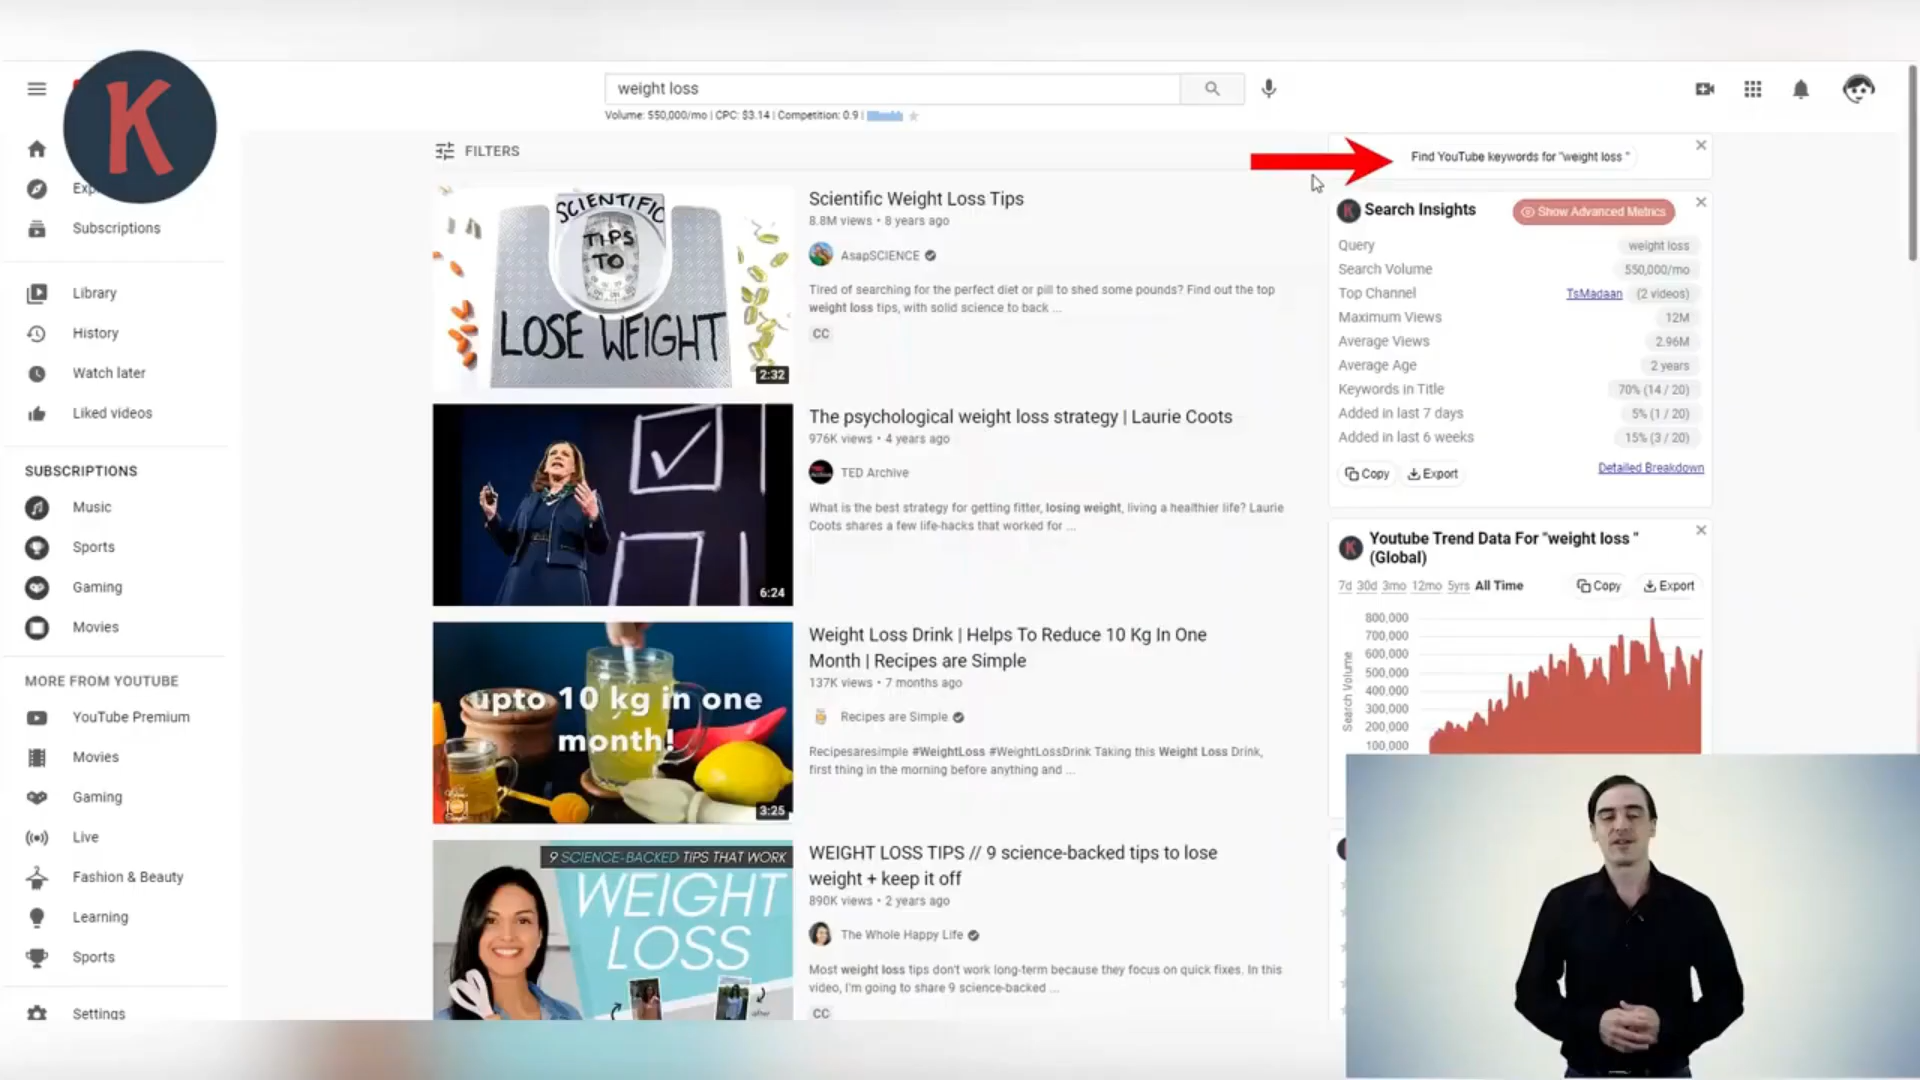 K
weight loss
Volume: 550,000/mo | CPC: $3.14 | Competition: 0.9 |
FILTERS
Subscriptions
Library
History
Watch later
Liked videos
SUBSCRIPTIONS
Music
Sports
Gaming
Movies
MORE FROM YOUTUBE
YouTube Premium
Movies
Gaming
Live
Fashion & Beauty
Learning
Sports
Settings
SCIENTIFIC
TIPS
TO
LOSE WEIGHT
2:32
Scientific Weight Loss Tips
8.8M views • 8 years ago
AsapSCIENCE
Tired of searching for the perfect diet or pill to shed some pounds? Find out the top
weight loss tips, with solid science to back ...
CC
6:24
The psychological weight loss strategy | Laurie Coots
976K views • 4 years ago
TED Archive
What is the best strategy for getting fitter, losing weight, living a healthier life? Laurie
Coots shares a few life-hacks that worked for ...
upto 10 kg in one
month!
3:25
Weight Loss Drink | Helps To Reduce 10 Kg In One
Month | Recipes are Simple
137K views • 7 months ago
Recipes are Simple
Recipesaresimple #WeightLoss #WeightLossDrink Taking this Weight Loss Drink,
first thing in the morning before anything and ...
9 SCIENCE-BACKED TIPS THAT WORK
WEIGHT
LOSS
after
WEIGHT LOSS TIPS // 9 science-backed tips to lose
weight + keep it off
890K views • 2 years ago
The Whole Happy Life
Most weight loss tips don't work long-term because they focus on quick fixes. In this
video, I'm going to share 9 science-backed ...
CC
Find YouTube keywords for "weight loss "
K Search Insights
Show Advanced Metrics
Query weight loss
Search Volume 550,000/mo
Top Channel TsMadaan (2 videos)
Maximum Views 12M
Average Views 2.96M
Average Age 2 years
Keywords in Title 70% (14 / 20)
Added in last 7 days 5% (1 / 20)
Added in last 6 weeks 15% (3 / 20)
Copy Export Detailed Breakdown
K Youtube Trend Data For "weight loss "
(Global)
7d 30d 3mo 12mo 5yrs All Time Copy Export
Search Volume
800,000
700,000
600,000
500,000
400,000
300,000
200,000
100,000